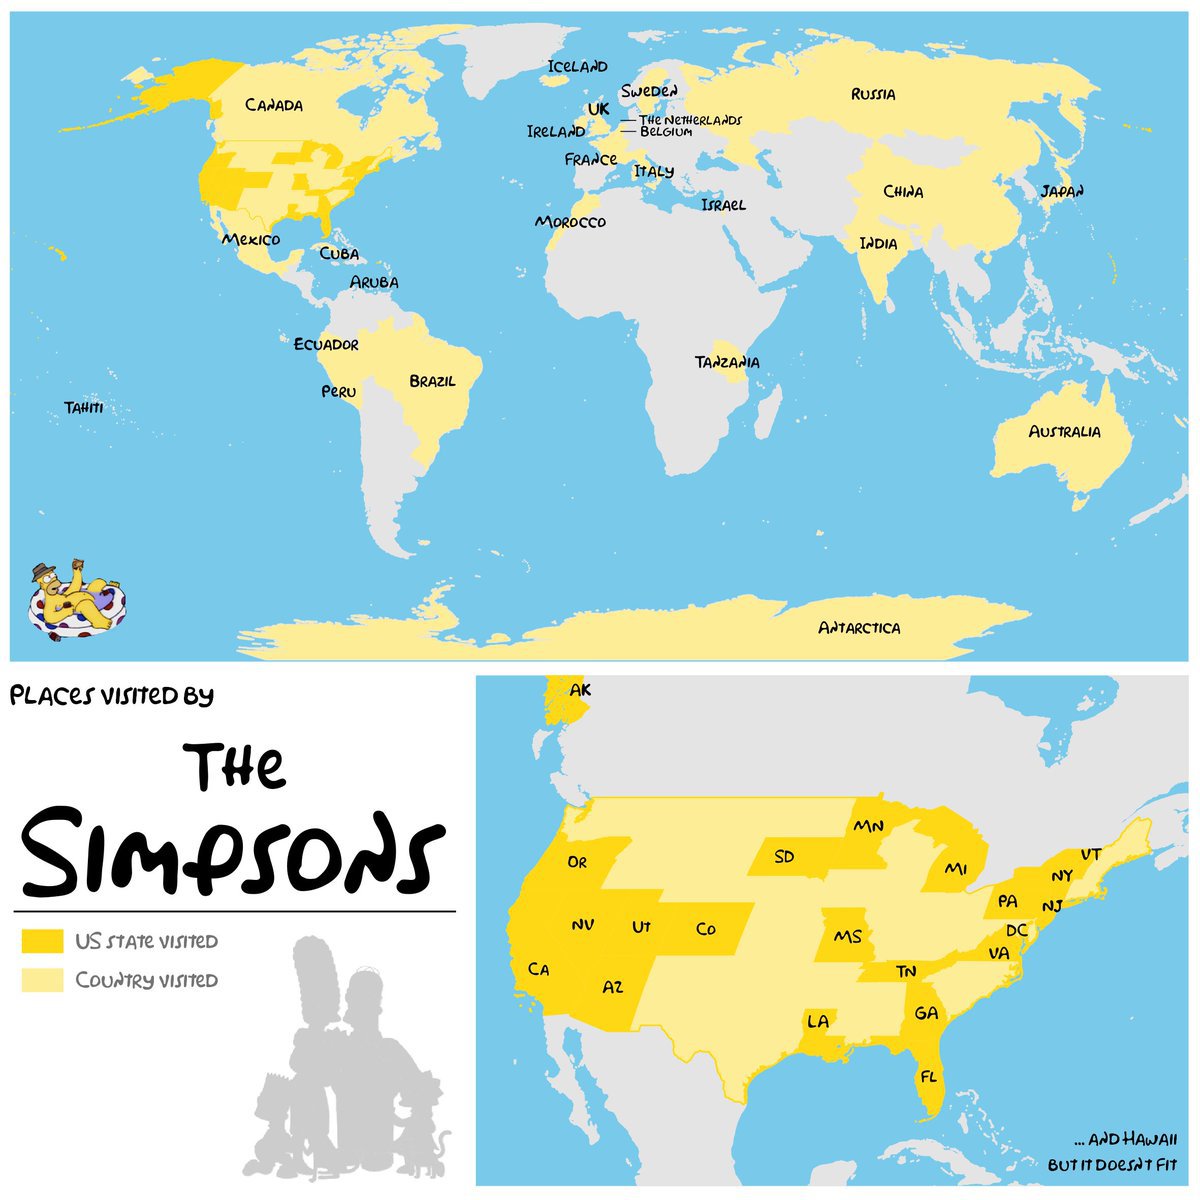 Iceland
Canada
Sweden
Russia
UK
The Netherlands
Ireland
Belgium
France
Italy
China
Japan
Israel
Morocco
Mexico
India
Cuba
Aruba
Ecuador
Tanzania
Peru
Brazil
Tahiti
Australia
Antarctica
Places visited by
The
Simpsons
US state visited
Country visited
AK
MN
OR
SD
MI
VT
NY
PA
NJ
NV
UT
CO
MS
DC
VA
CA
AZ
TN
LA
GA
FL
... and Hawaii
but it doesn't fit